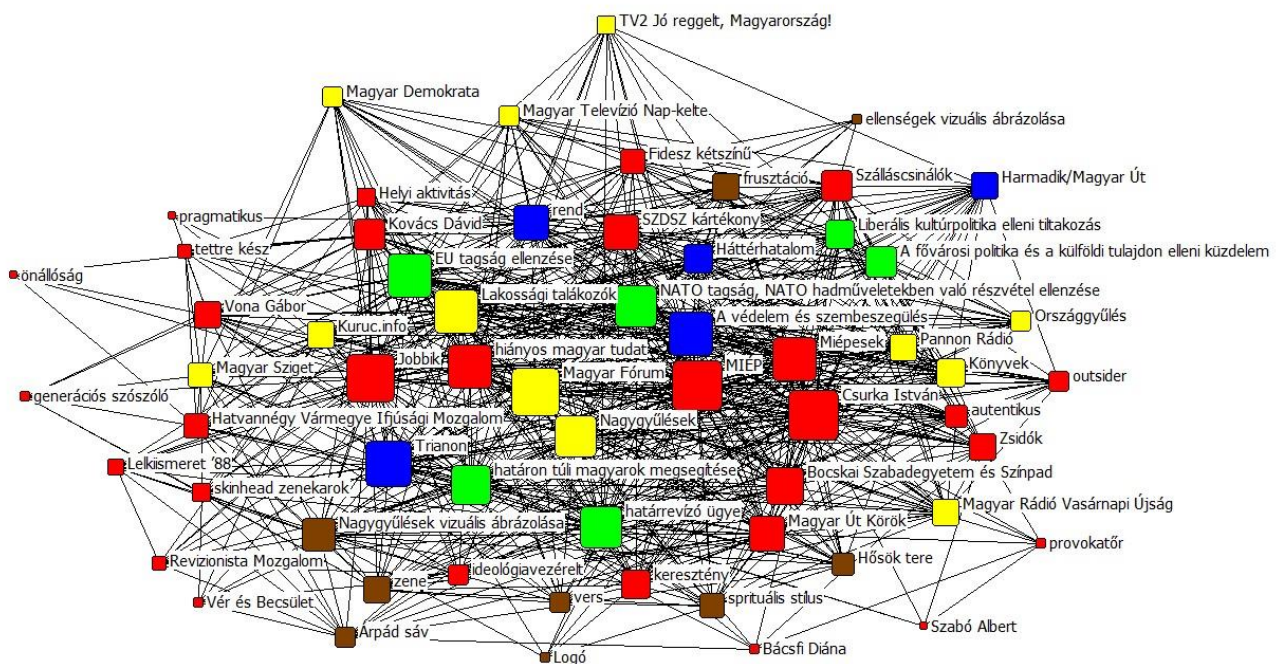 TV2 Jó reggelt, Magyarország!
Magyar Demokrata
Magyar Televízió Nap-kelte
ellenségek vizuális ábrázolása
Fidesz kétszínű
frusztáció
Szálláscsinálók
Harmadik/Magyar Út
Helyi aktivitás
pragmatikus
rend
SZDSZ kártékony
Liberális kultúrpolitika elleni tiltakozás
Kovács Dávid
tettre kész
Háttérhatalom
A fővárosi politika és a külföldi tulajdon elleni küzdelem
EU tagság ellenzése
önállóság
Lakossági talákozók
NATO tagság, NATO hadműveletekben való részvétel ellenzése
Vona Gábor
A védelem és szembeszegülés
Országgyűlés
Kuruc.info
Miépesek
Pannon Rádió
hiányos magyar tudat
Jobbik
MIÉP
Könyvek
Magyar Sziget
Magyar Fórum
outsider
generációs szószóló
Csurka István
autentikus
Hatvannégy Vármegye Ifjúsági Mozgalom
Nagygyűlések
Zsidók
Trianon
Lelkiismeret '88
határon túli magyarok megsegítése
Bocskai Szabadegyetem és Színpad
skinhead zenekarok
Magyar Rádió Vasárnapi Újság
Nagygyűlések vizuális ábrázolása
határrevízó ügye
Magyar Út Körök
provokatőr
Revizionista Mozgalom
ideológiavezérelt
Hősök tere
zene
keresztény
Vér és Becsület
vers
sprituális stílus
Szabó Albert
Árpád sáv
Logó
Bácsfi Diána